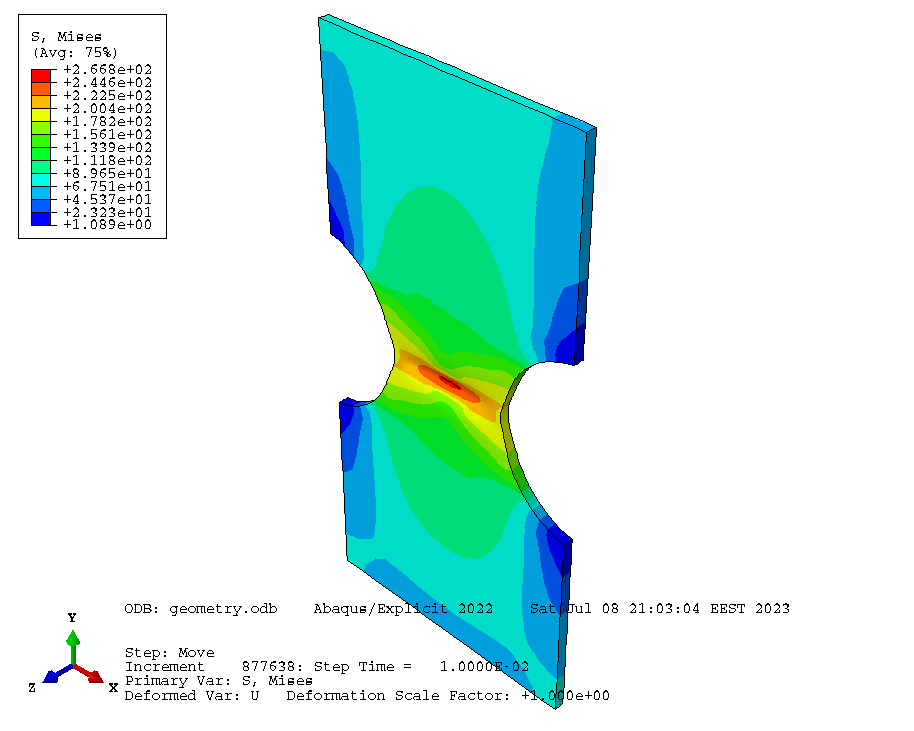 S, Mises
(Avg: 75%)
+2.668e+02
+2.446e+02
+2.225e+02
+2.004e+02
+1.782e+02
+1.561e+02
+1.339e+02
+1.118e+02
+8.965e+01
+6.751e+01
+4.537e+01
+2.323e+01
+1.089e+00
ODB: geometry.odb Abaqus/Explicit 2022 Sat Jul 08 21:03:04 EEST 2023
Y
Z X
Step: Move
Increment 877638: Step Time = 1.0000E-02
Primary Var: S, Mises
Deformed Var: U Deformation Scale Factor: +1.000e+00